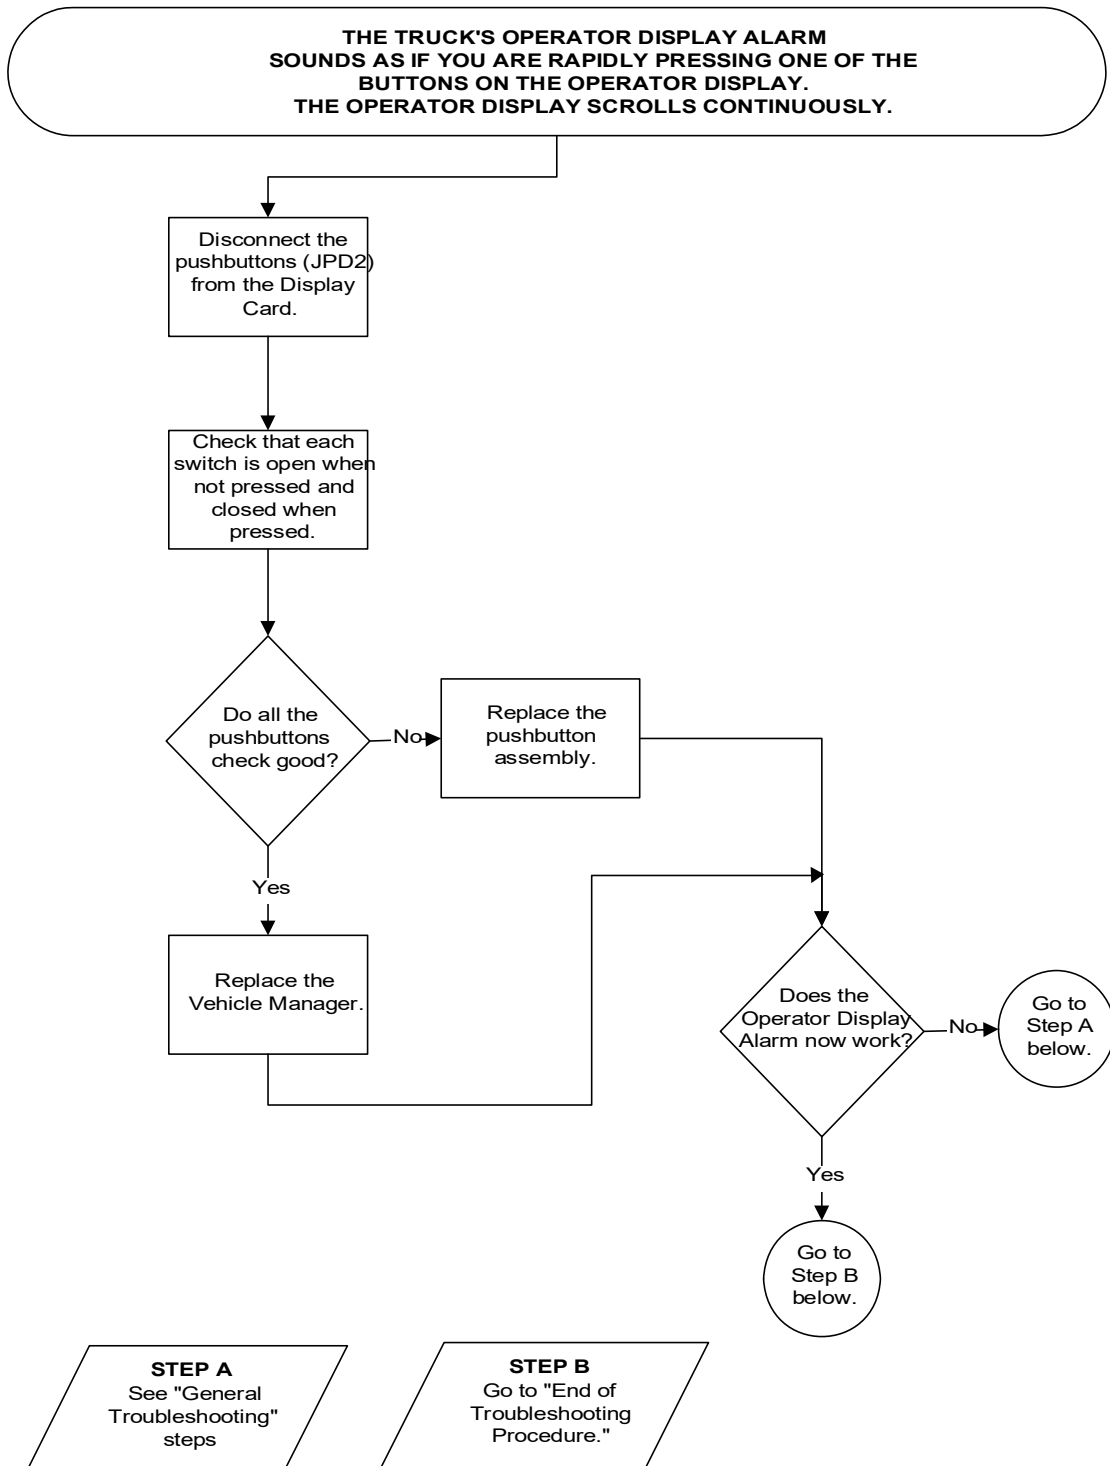 THE TRUCK'S OPERATOR DISPLAY ALARM
SOUNDS AS IF YOU ARE RAPIDLY PRESSING ONE OF THE
BUTTONS ON THE OPERATOR DISPLAY.
THE OPERATOR DISPLAY SCROLLS CONTINUOUSLY.
Disconnect the
pushbuttons (JPD2)
from the Display
Card.
Check that each
switch is open when
not pressed and
closed when
pressed.
Do all the
pushbuttons
check good?
No
Replace the
pushbutton
assembly.
Yes
Replace the
Vehicle Manager.
Does the
Operator Display
Alarm now work?
No
Go to
Step A
below.
Yes
Go to
Step B
below.
STEP A
See "General
Troubleshooting"
steps
STEP B
Go to "End of
Troubleshooting
Procedure."